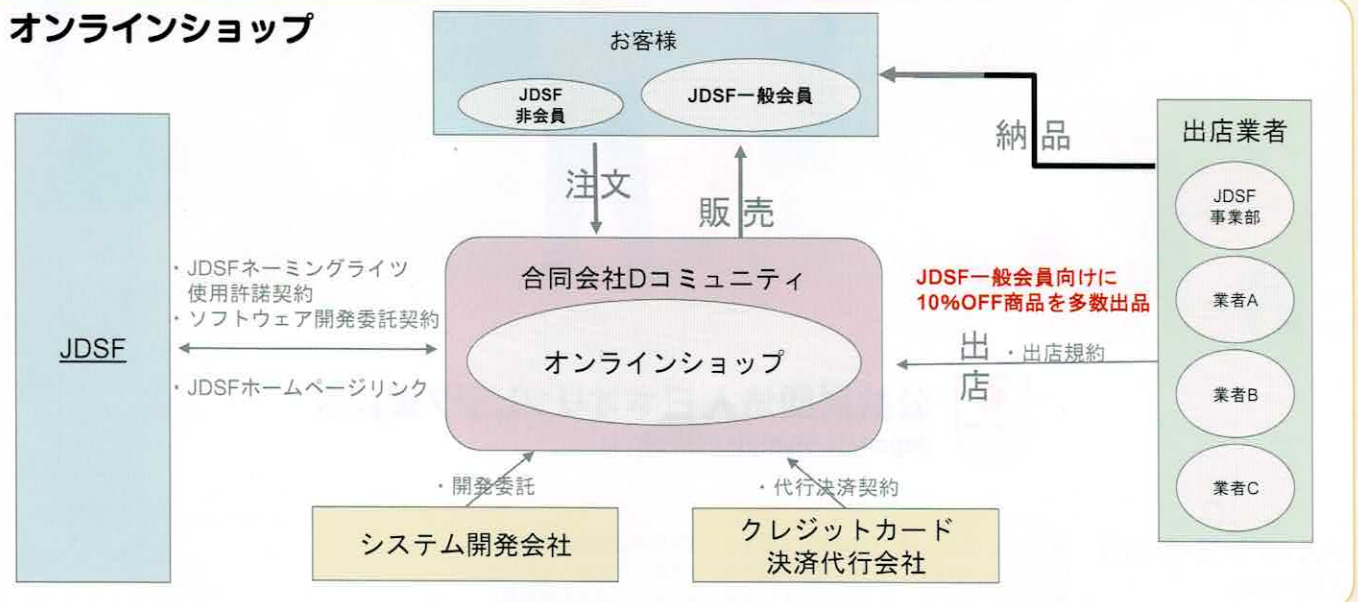 オンラインショップ
お客様
JDSF
非会員
JDSF一般会員
納品
出店業者
JDSF
事業部
業者A
業者B
業者C
注文
販売
JDSF
・JDSFネーミングライツ
使用許諾契約
・ソフトウェア開発委託契約
・JDSFホームページリンク
合同会社Dコミュニティ
オンラインショップ
JDSF一般会員向けに
10%OFF商品を多数出品
出店
・出店規約
・開発委託
・代行決済契約
システム開発会社
クレジットカード
決済代行会社